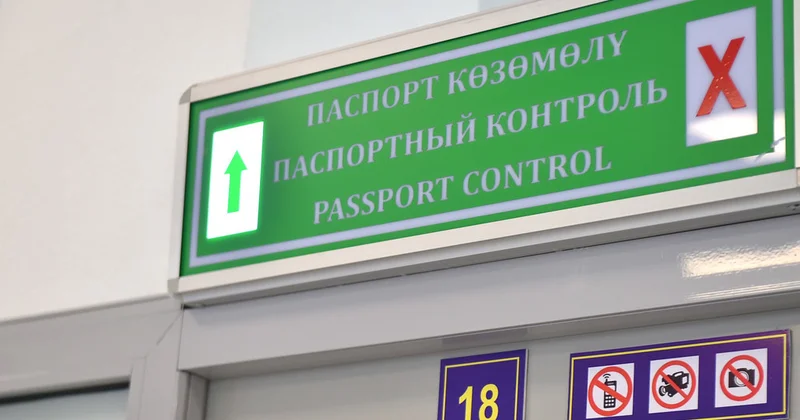 ПАСПОРТ КӨЗӨМӨЛҮ
ПАСПОРТНЫЙ КОНТРОЛЬ
PASSPORT CONTROL
X
18